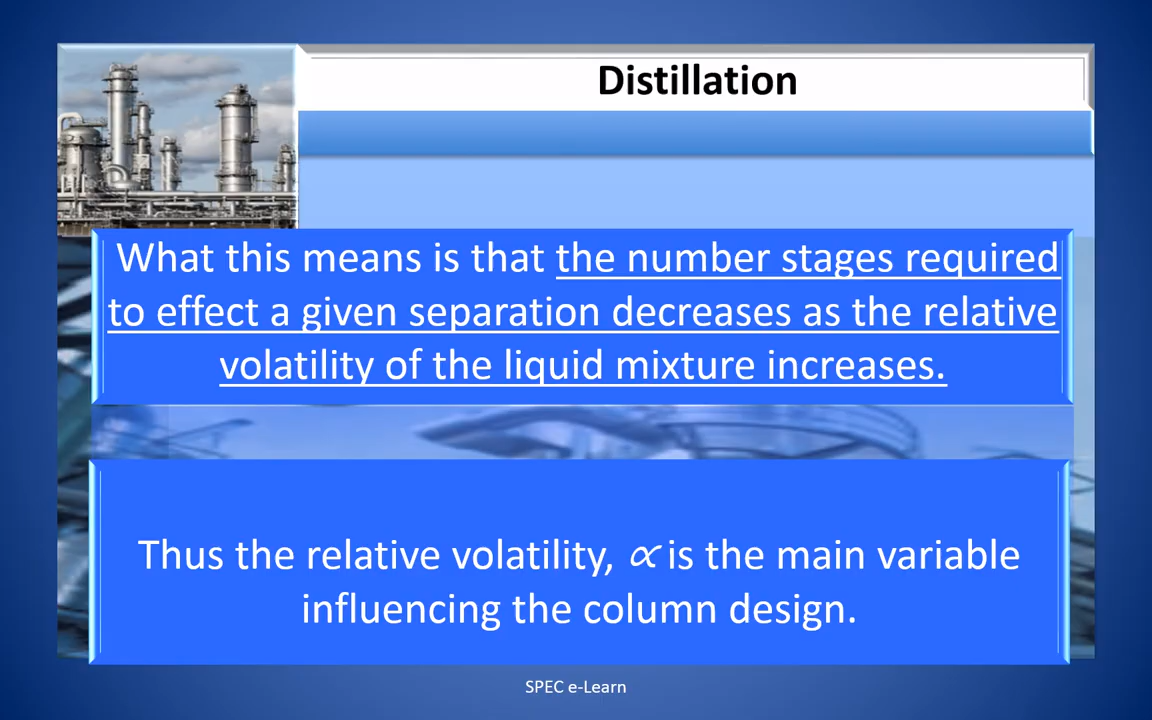 Distillation
What this means is that the number stages required
to effect a given separation decreases as the relative
volatility of the liquid mixture increases.
Thus the relative volatility, ∝ is the main variable
influencing the column design.
SPEC e-Learn